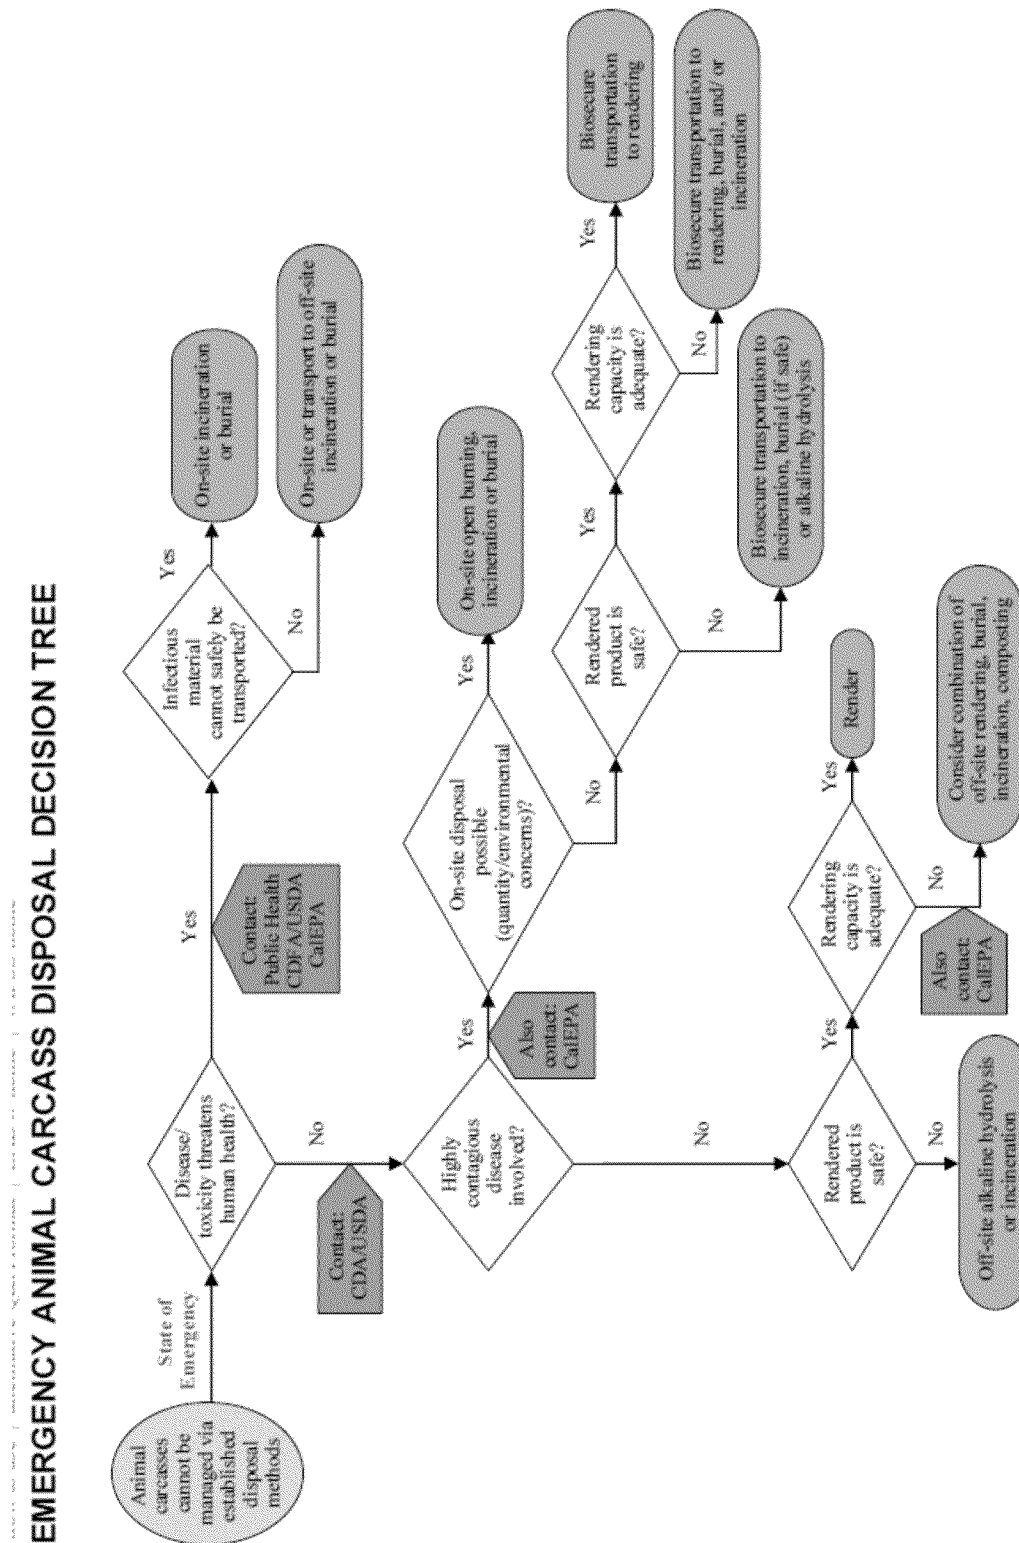 EMERGENCY ANIMAL CARCASS DISPOSAL DECISION TREE
Animal
carcasses
cannot be
managed via
established
disposal
methods
State of
Emergency
Disease/
toxicity threatens
human health?
Yes
Contact:
Public Health
CDFA/USDA
CalEPA
Infectious
material
cannot safely be
transported?
Yes
On-site incineration
or burial
No
On-site or transport to off-site
incineration or burial
No
Contact:
CDA/USDA
Highly
contagious
disease
involved?
Yes
Also
contact:
CalEPA
On-site disposal
possible
(quantity/environmental
concerns)?
Yes
On-site open burning,
incineration or burial
No
Rendered
product is
safe?
Yes
Rendering
capacity is
adequate?
Yes
Biosecure
transportation
to rendering
No
Biosecure transportation to
rendering, burial, and/ or
incineration
No
Biosecure transportation to
incineration, burial (if safe)
or alkaline hydrolysis
No
Rendered
product is
safe?
Yes
Rendering
capacity is
adequate?
Yes
Render
No
Also
contact:
CalEPA
Consider combination of
off-site rendering, burial,
incineration, composting
No
Off-site alkaline hydrolysis
or incineration